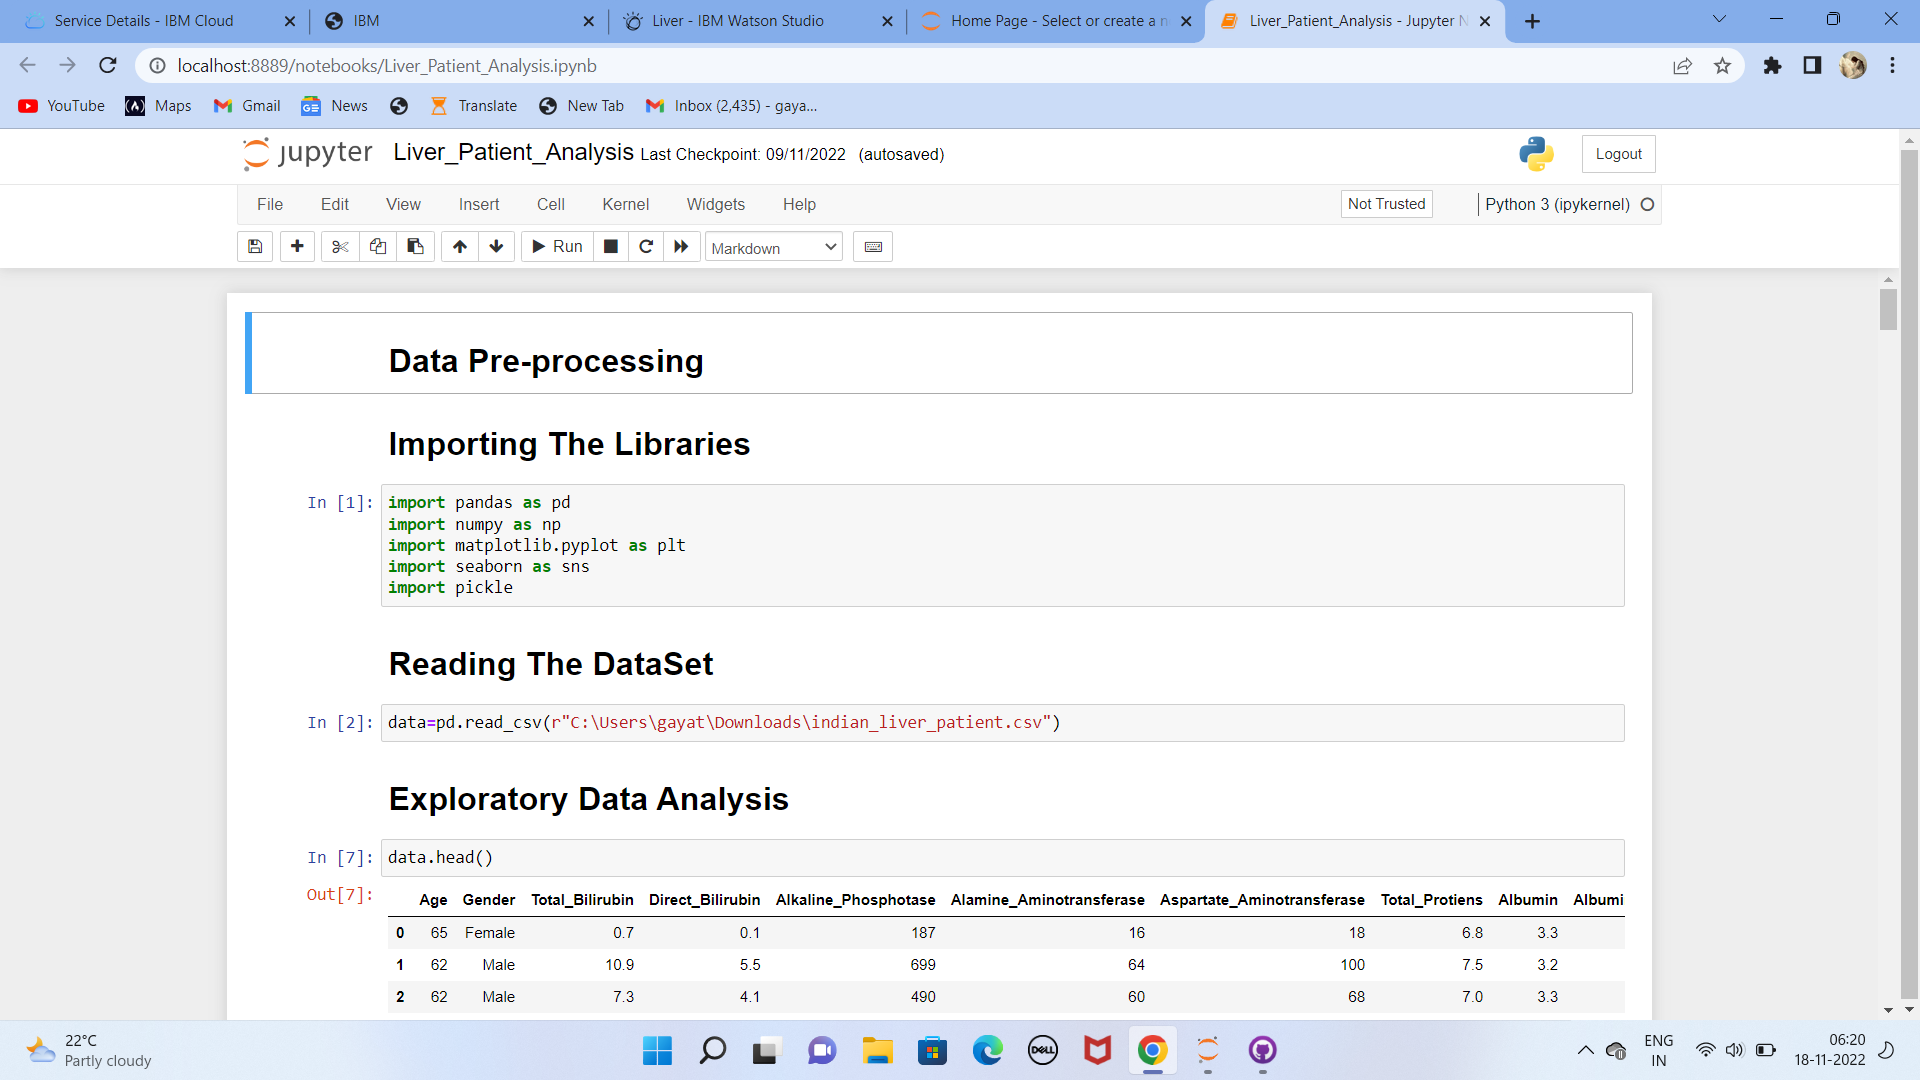 Service Details - IBM Cloud
IBM
Liver - IBM Watson Studio
Home Page - Select or create a n
Liver_Patient_Analysis - Jupyter N
localhost:8889/notebooks/Liver_Patient_Analysis.ipynb
YouTube
Maps
Gmail
News
Translate
New Tab
Inbox (2,435) - gaya...
jupyter Liver_Patient_Analysis Last Checkpoint: 09/11/2022 (autosaved)
Logout
File Edit View Insert Cell Kernel Widgets Help
Not Trusted
Python 3 (ipykernel)
Run
Markdown
Data Pre-processing
Importing The Libraries
In [1]: import pandas as pd
import numpy as np
import matplotlib.pyplot as plt
import seaborn as sns
import pickle
Reading The DataSet
In [2]: data=pd.read_csv(r"C:\Users\gayat\Downloads\indian_liver_patient.csv")
Exploratory Data Analysis
In [7]: data.head()
Out[7]:
Age Gender Total_Bilirubin Direct_Bilirubin Alkaline_Phosphotase Alamine_Aminotransferase Aspartate_Aminotransferase Total_Protiens Albumin Albumi
0 65 Female 0.7 0.1 187 16 18 6.8 3.3
1 62 Male 10.9 5.5 699 64 100 7.5 3.2
2 62 Male 7.3 4.1 490 60 68 7.0 3.3
22°C
Partly cloudy
DELL
ENG
IN
06:20
18-11-2022